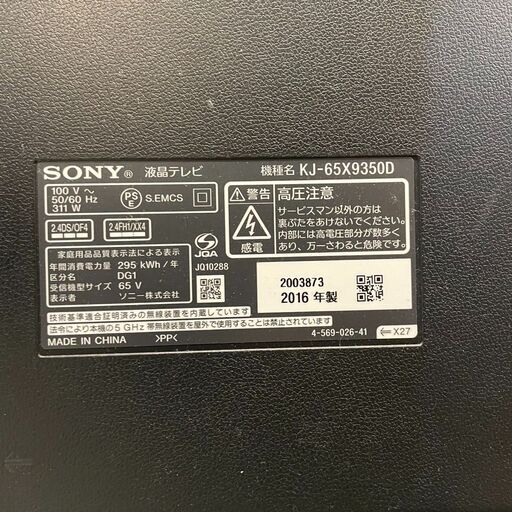 SONY® 液晶テレビ 機種名 KJ-65X9350D
100 V ～
50/60 Hz
311 W
PS
E
S.EMCS
2.4DS/OF4
2.4FH1/XX4
家庭用品品質表示法による表示
年間消費電力量 295 kWh/年
区分名 DG1
受信機型サイズ 65 V
表示者 ソニー株式会社
JQA
JQ10288
警告 高圧注意
感電
サービスマン以外の方は
裏ぶたをあけないでください。
内部には高電圧部分が数多く
あり、万一さわると危険です。
2003873
2016 年製
技術基準適合証明済みの無線装置を内蔵しています
法令により本機の5 GHz 帯無線装置を屋外で使用することは禁止されています
MADE IN CHINA >PP<
4-569-026-41
X27